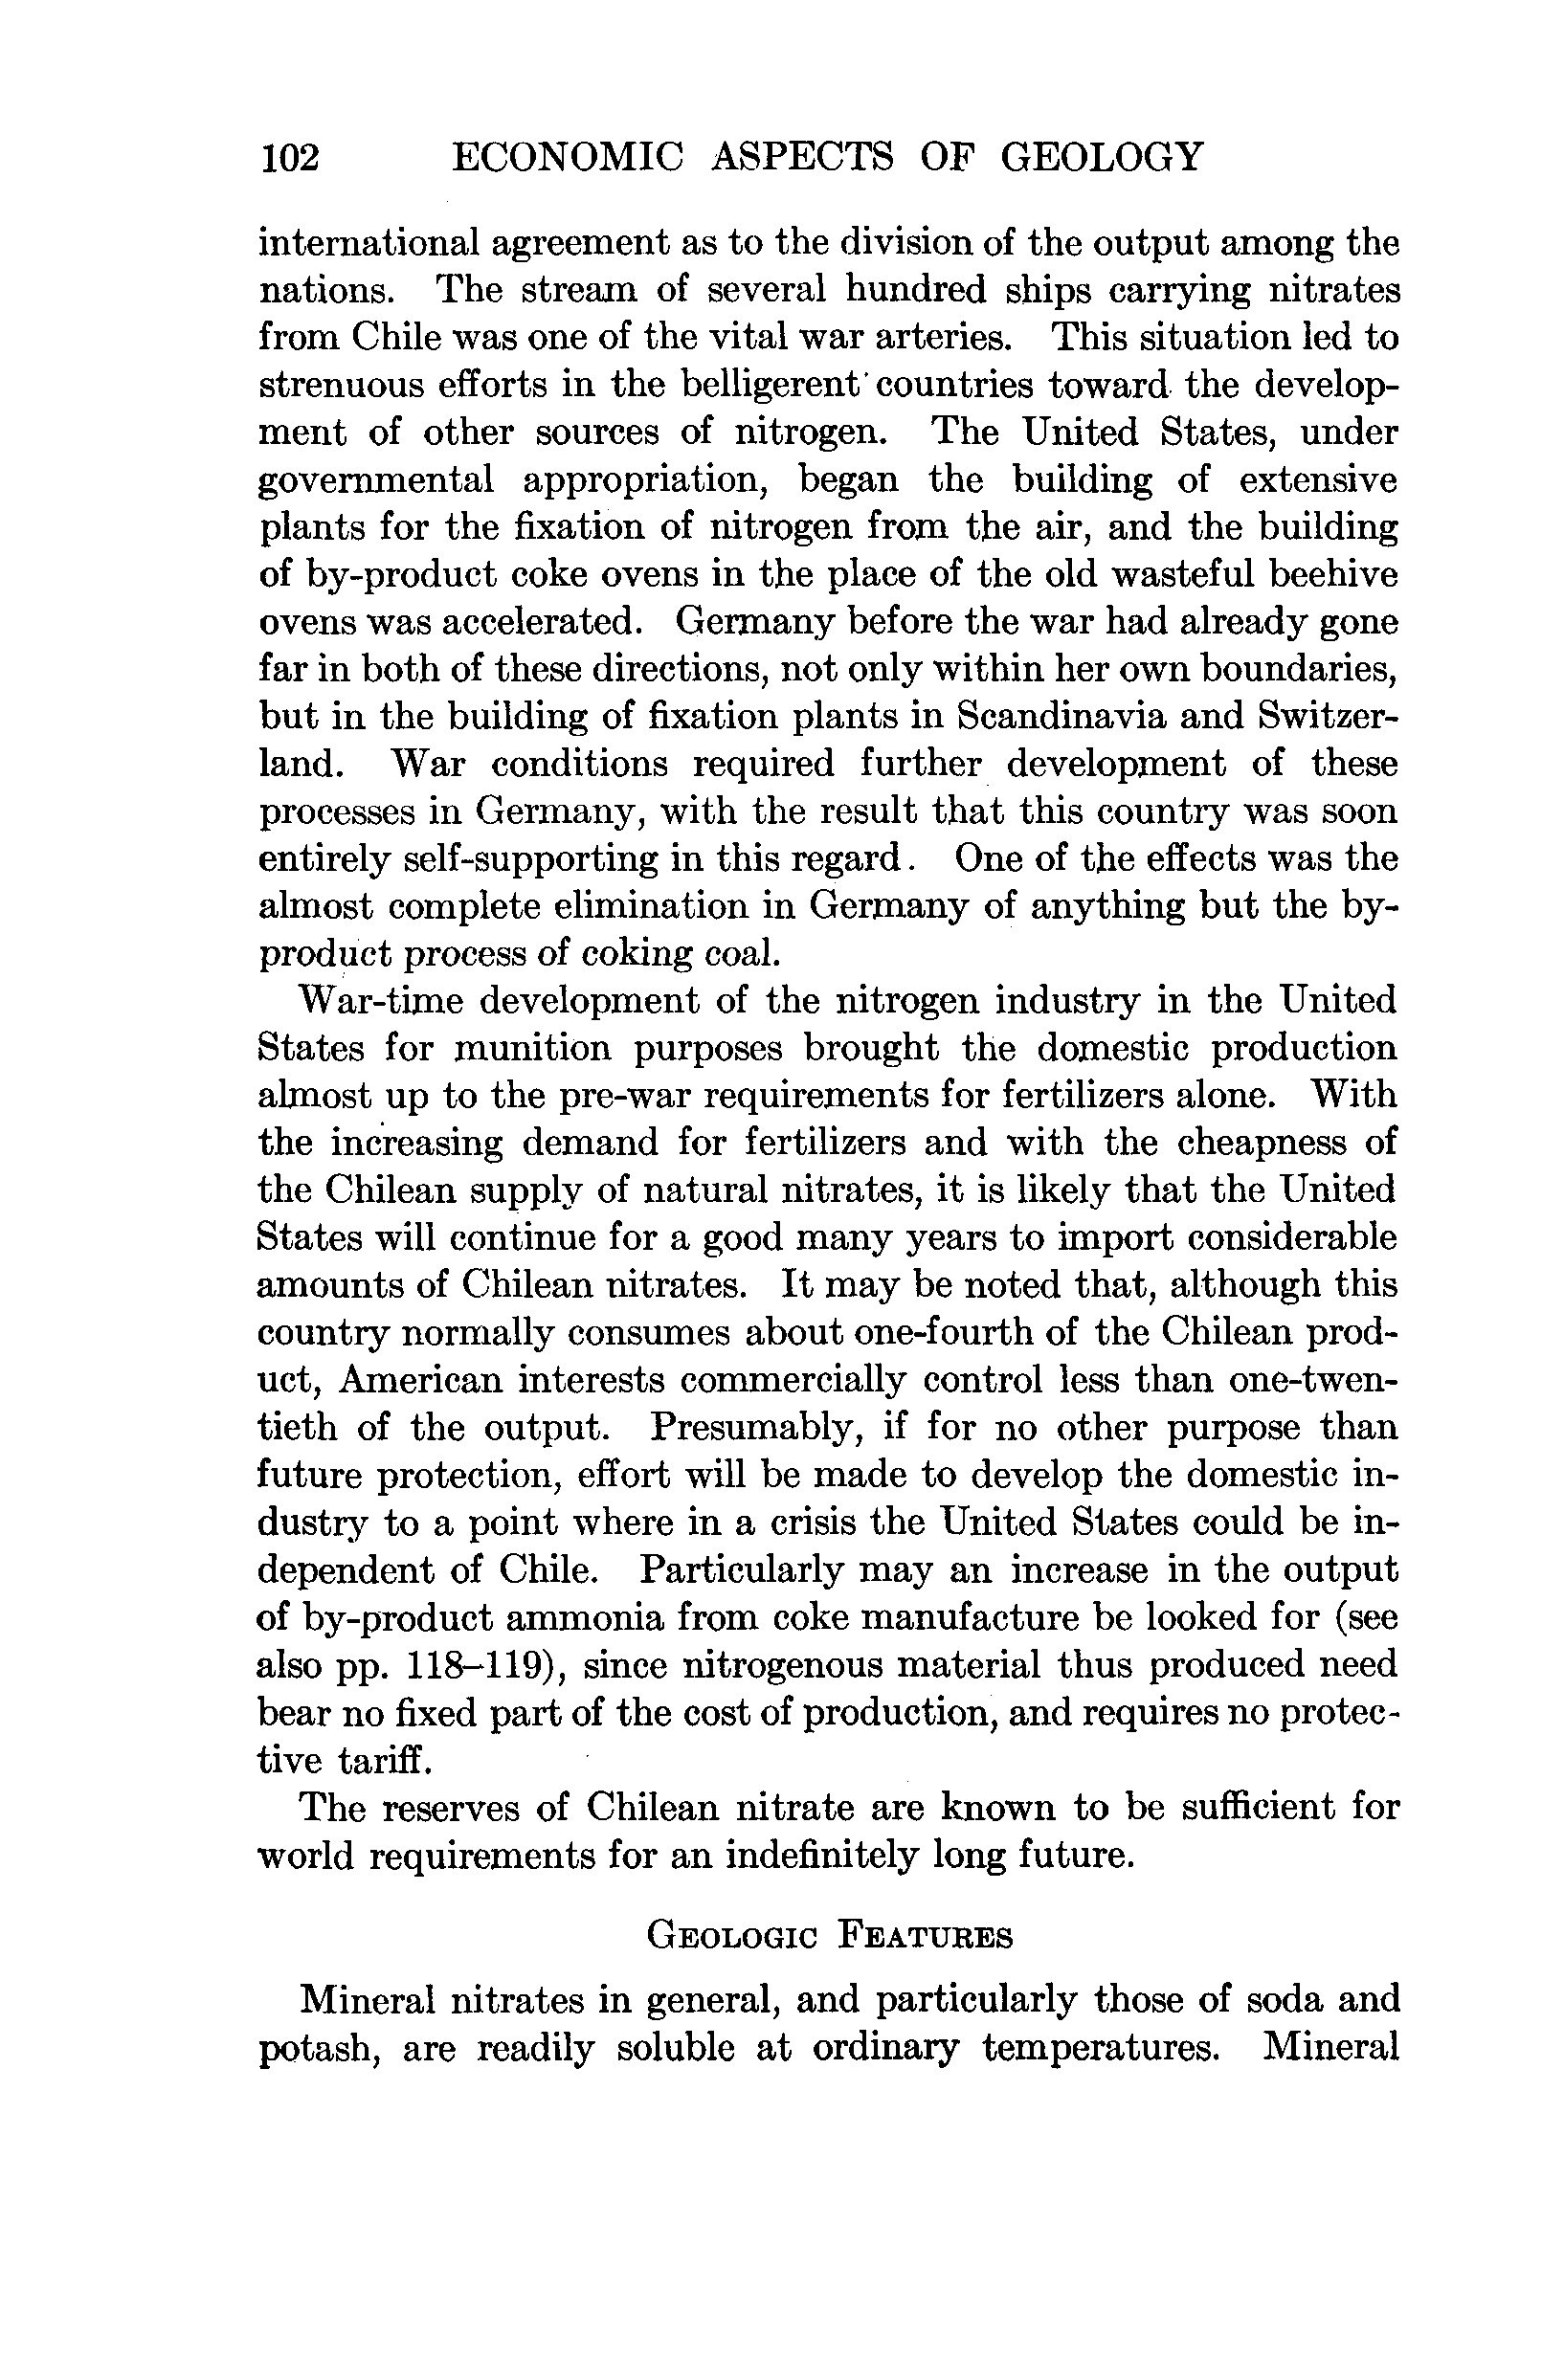 102 ECONOMIC ASPECTS OF GEOLOGY
international agreement as to the division of the output among the
nations. The stream of several hundred ships carrying nitrates
from Chile was one of the vital war arteries. This situation led to
strenuous efforts in the belligerent countries toward the develop-
ment of other sources of nitrogen. The United States, under
governmental appropriation, began the building of extensive
plants for the fixation of nitrogen from the air, and the building
of by-product coke ovens in the place of the old wasteful beehive
ovens was accelerated. Germany before the war had already gone
far in both of these directions, not only within her own boundaries,
but in the building of fixation plants in Scandinavia and Switzer-
land. War conditions required further development of these
processes in Germany, with the result that this country was soon
entirely self-supporting in this regard. One of the effects was the
almost complete elimination in Germany of anything but the by-
product process of coking coal.
War-time development of the nitrogen industry in the United
States for munition purposes brought the domestic production
almost up to the pre-war requirements for fertilizers alone. With
the increasing demand for fertilizers and with the cheapness of
the Chilean supply of natural nitrates, it is likely that the United
States will continue for a good many years to import considerable
amounts of Chilean nitrates. It may be noted that, although this
country normally consumes about one-fourth of the Chilean prod-
uct, American interests commercially control less than one-twen-
tieth of the output. Presumably, if for no other purpose than
future protection, effort will be made to develop the domestic in-
dustry to a point where in a crisis the United States could be in-
dependent of Chile. Particularly may an increase in the output
of by-product ammonia from coke manufacture be looked for (see
also pp. 118–119), since nitrogenous material thus produced need
bear no fixed part of the cost of production, and requires no protec-
tive tariff.
The reserves of Chilean nitrate are known to be sufficient for
world requirements for an indefinitely long future.
GEOLOGIC FEATURES
Mineral nitrates in general, and particularly those of soda and
potash, are readily soluble at ordinary temperatures. Mineral